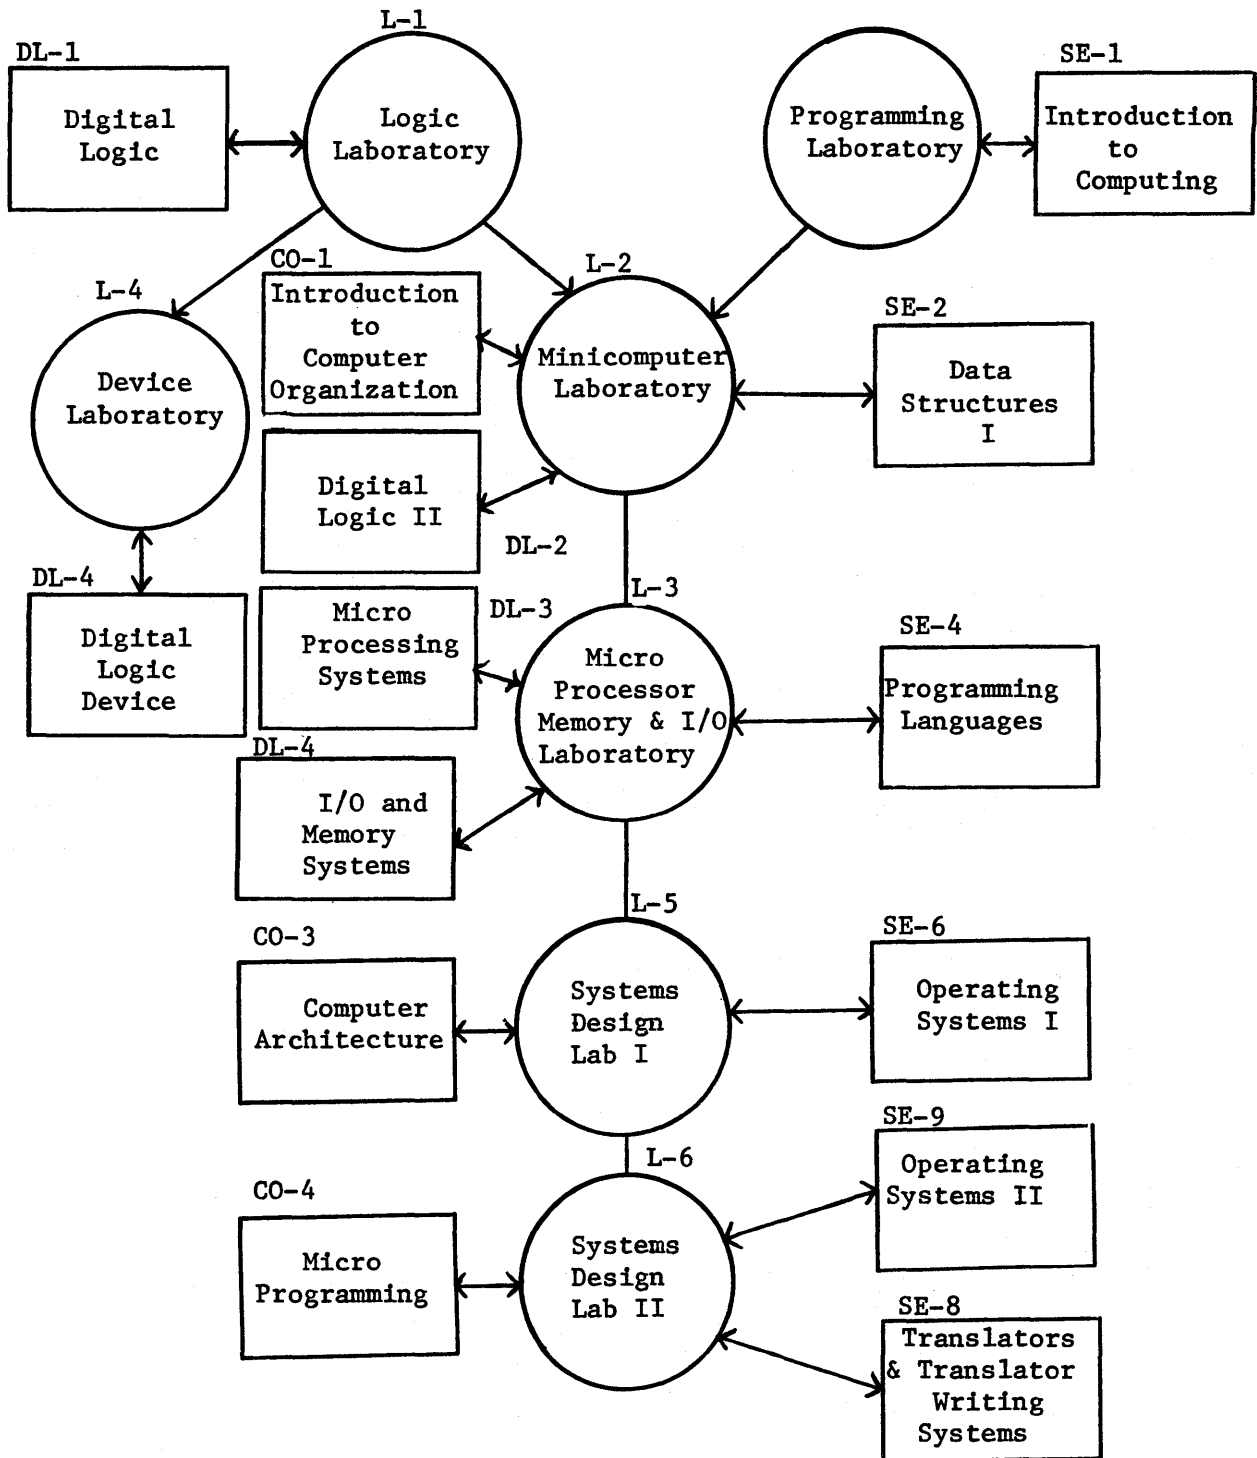 L-1
DL-1
Digital
Logic
Logic
Laboratory
Programming
Laboratory
SE-1
Introduction
to
Computing
L-4
Device
Laboratory
CO-1
Introduction
to
Computer
Organization
L-2
Minicomputer
Laboratory
SE-2
Data
Structures
I
Digital
Logic II
DL-2
DL-4
Digital
Logic
Device
Micro
Processing
Systems
DL-3
L-3
Micro
Processor
Memory & I/O
Laboratory
SE-4
Programming
Languages
DL-4
I/O and
Memory
Systems
L-5
CO-3
Computer
Architecture
Systems
Design
Lab I
SE-6
Operating
Systems I
L-6
CO-4
Micro
Programming
Systems
Design
Lab II
SE-9
Operating
Systems II
SE-8
Translators
& Translator
Writing
Systems